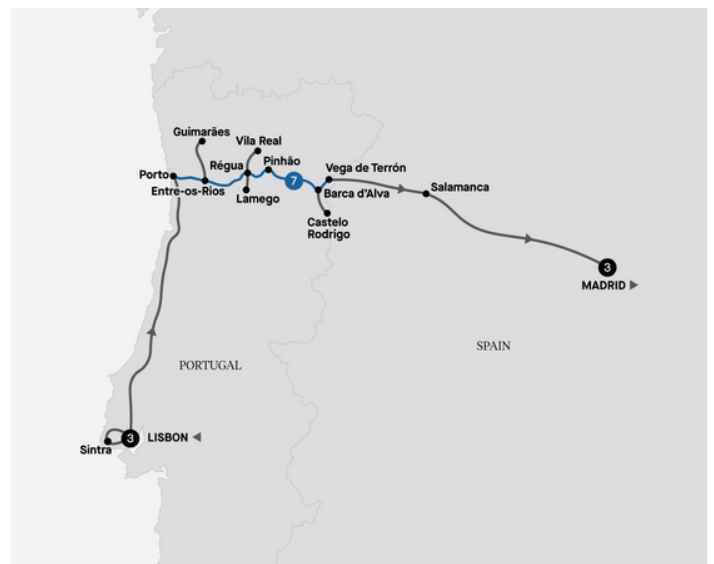 Guimarães
Vila Real
Pinhão
Régua
Vega de Terrón
Porto
7
Entre-os-Rios
Lamego
Barca d'Alva
Salamanca
Castelo
Rodrigo
3
MADRID
SPAIN
PORTUGAL
3
LISBON
Sintra